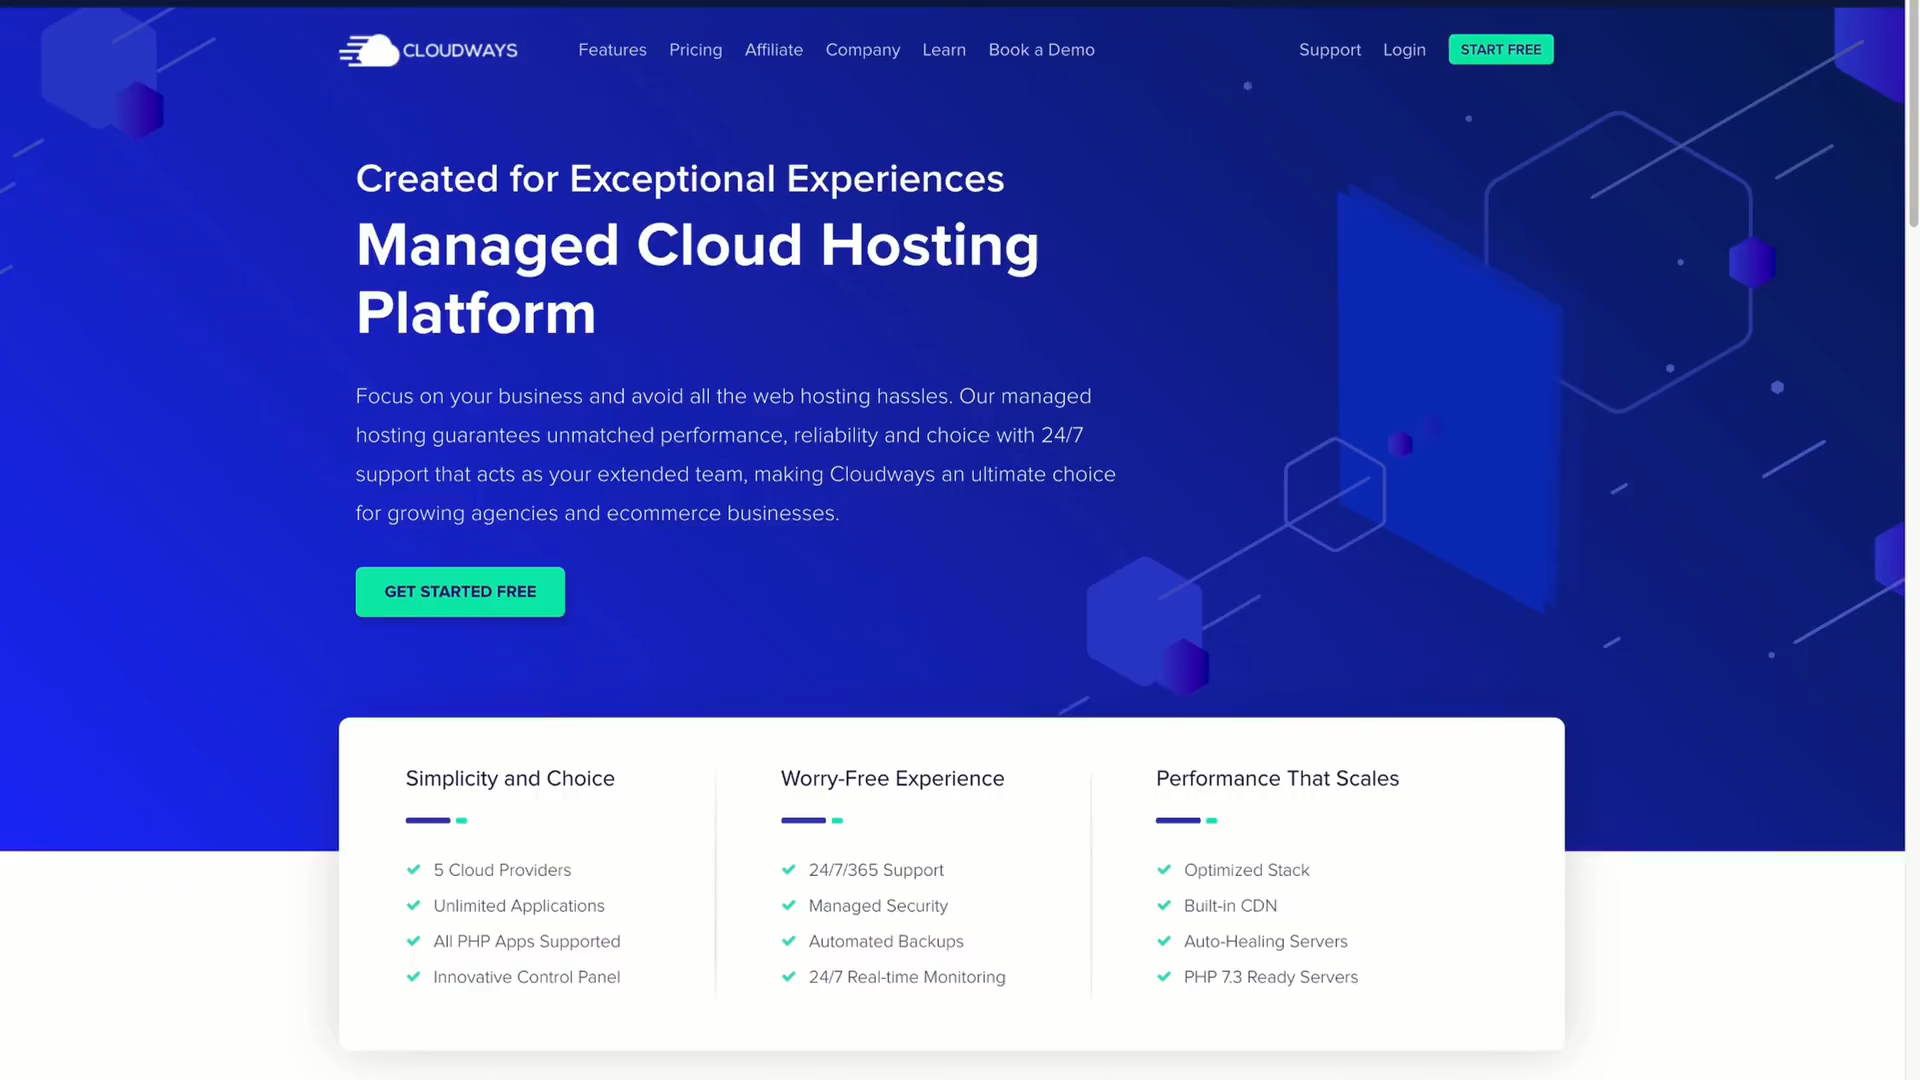 CLOUDWAYS Features Pricing Affiliate Company Learn Book a Demo Support Login START FREE
Created for Exceptional Experiences
Managed Cloud Hosting
Platform
Focus on your business and avoid all the web hosting hassles. Our managed
hosting guarantees unmatched performance, reliability and choice with 24/7
support that acts as your extended team, making Cloudways an ultimate choice
for growing agencies and ecommerce businesses.
GET STARTED FREE
Simplicity and Choice
5 Cloud Providers
Unlimited Applications
All PHP Apps Supported
Innovative Control Panel
Worry-Free Experience
24/7/365 Support
Managed Security
Automated Backups
24/7 Real-time Monitoring
Performance That Scales
Optimized Stack
Built-in CDN
Auto-Healing Servers
PHP 7.3 Ready Servers